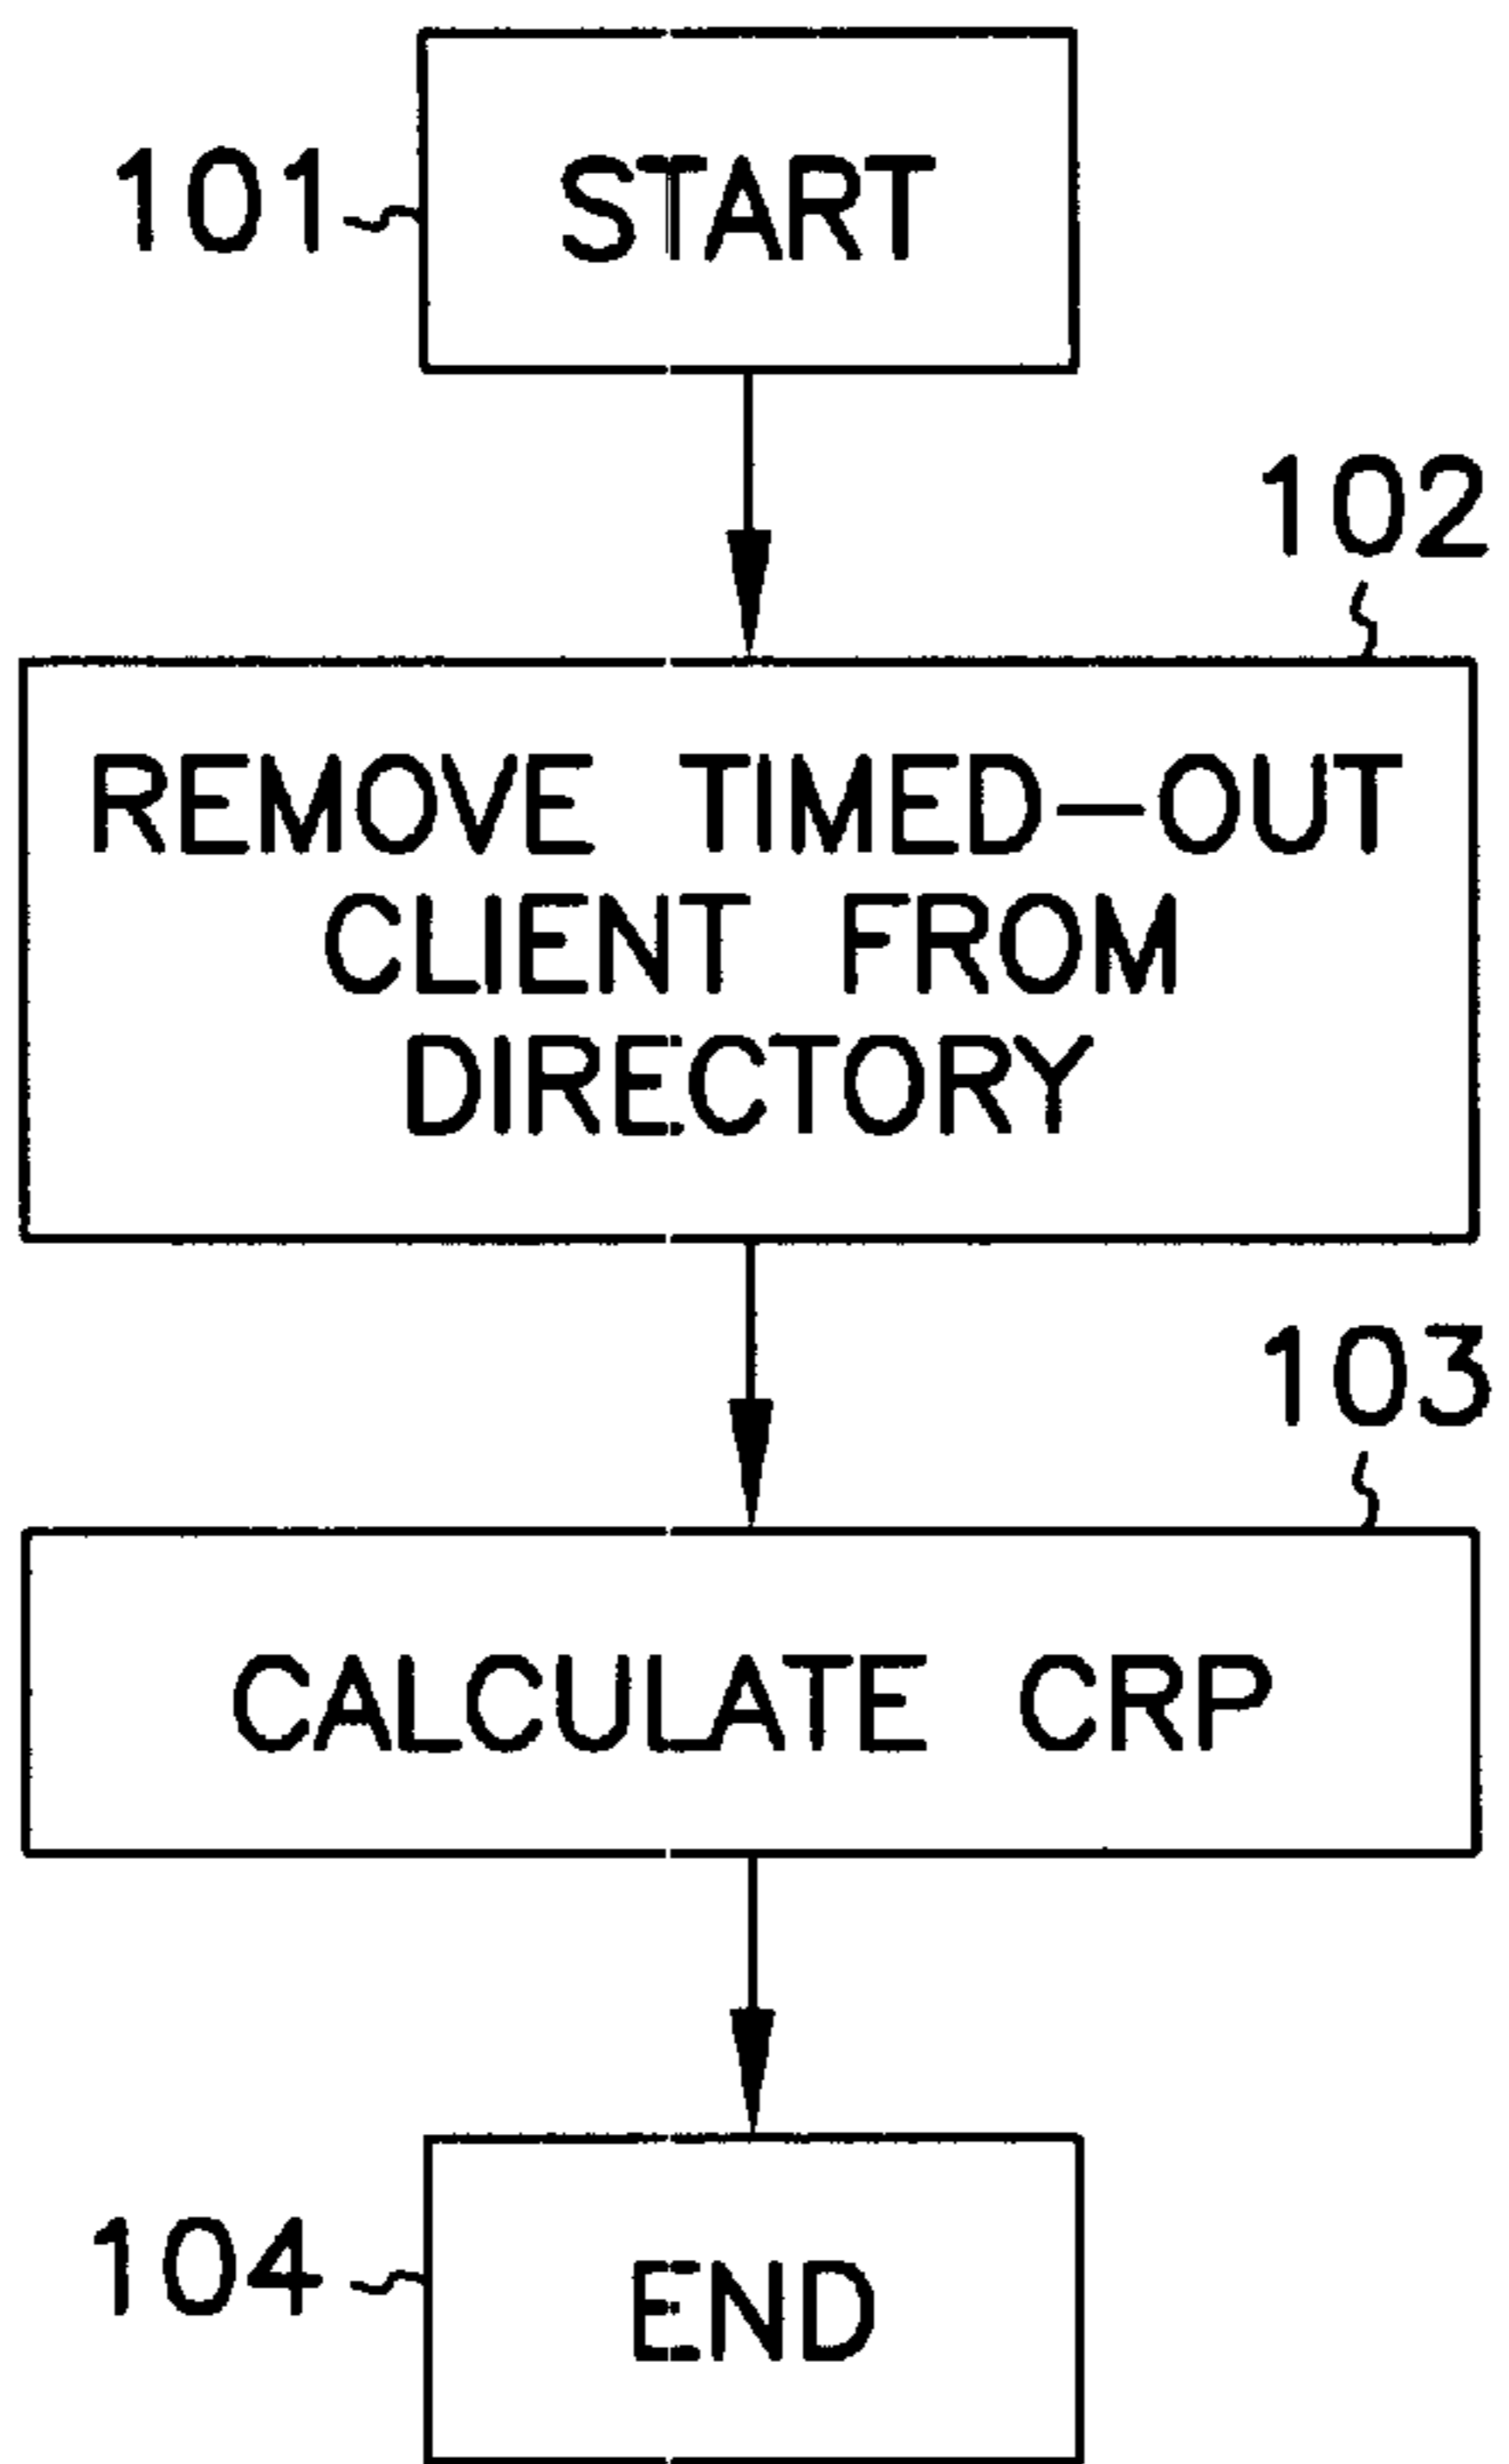 101
START
102
REMOVE TIMED-OUT
CLIENT FROM
DIRECTORY
103
CALCULATE CRP
104
END